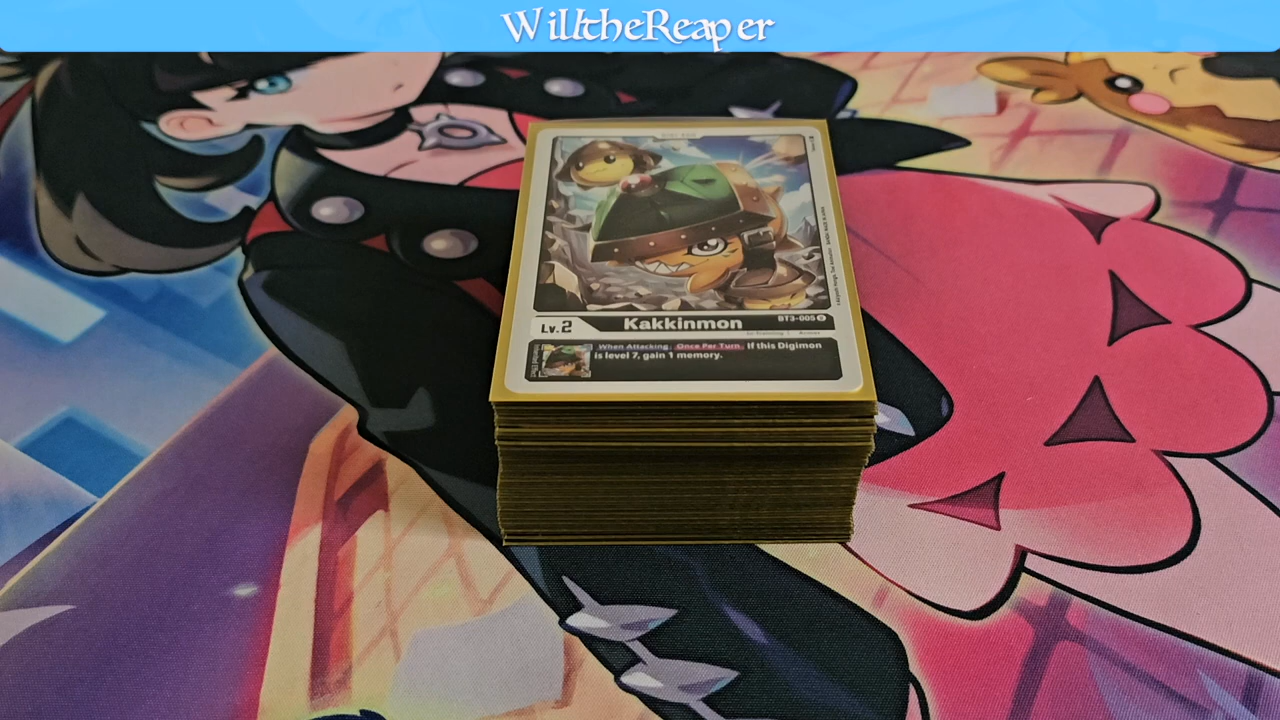 WilltheReaper
Lv.2
Kakkinmon
BT3-005
When Attacking Once Per Turn If this Digimon
is level 7, gain 1 memory.